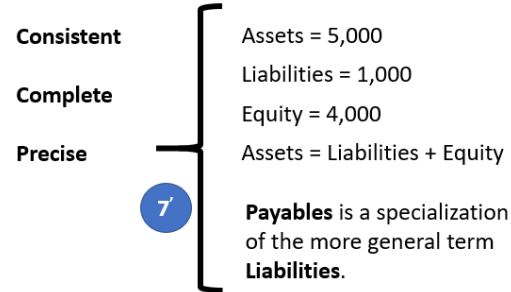 Consistent
Complete
Precise
7′
Assets = 5,000
Liabilities = 1,000
Equity = 4,000
Assets = Liabilities + Equity
Payables is a specialization
of the more general term
Liabilities.